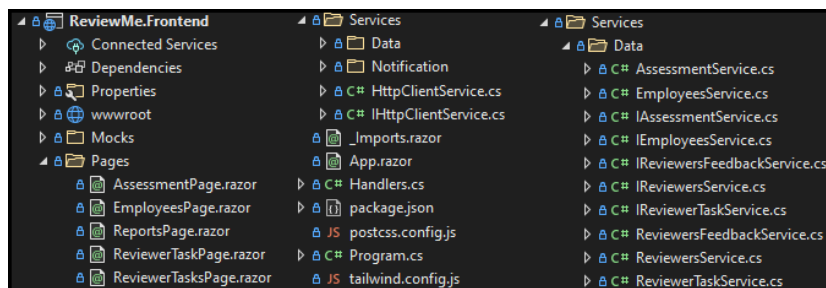 ReviewMe.Frontend
Connected Services
Dependencies
Properties
wwwroot
Mocks
Pages
AssessmentPage.razor
EmployeesPage.razor
ReportsPage.razor
ReviewerTaskPage.razor
ReviewerTasksPage.razor
Services
Data
Notification
C# HttpClientService.cs
C# IHttpClientService.cs
_Imports.razor
App.razor
C# Handlers.cs
package.json
JS postcss.config.js
C# Program.cs
JS tailwind.config.js
Services
Data
C# AssessmentService.cs
C# EmployeesService.cs
C# IAssessmentService.cs
C# IEmployeesService.cs
C# IReviewersFeedbackService.cs
C# IReviewersService.cs
C# IReviewerTaskService.cs
C# ReviewersFeedbackService.cs
C# ReviewersService.cs
C# ReviewerTaskService.cs